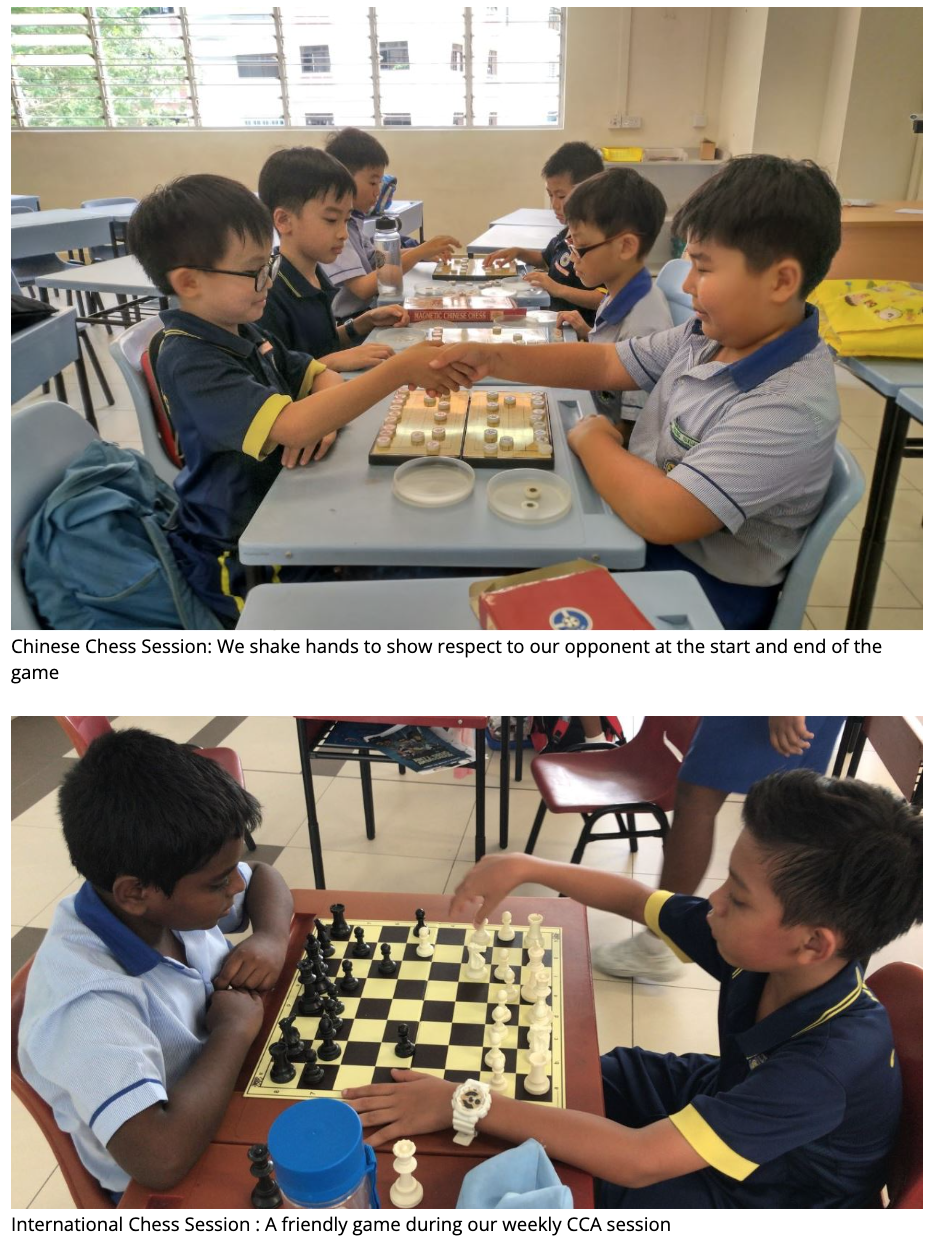 MAGNETIC CHINESE CHESS
Chinese Chess Session: We shake hands to show respect to our opponent at the start and end of the
game
International Chess Session : A friendly game during our weekly CCA session